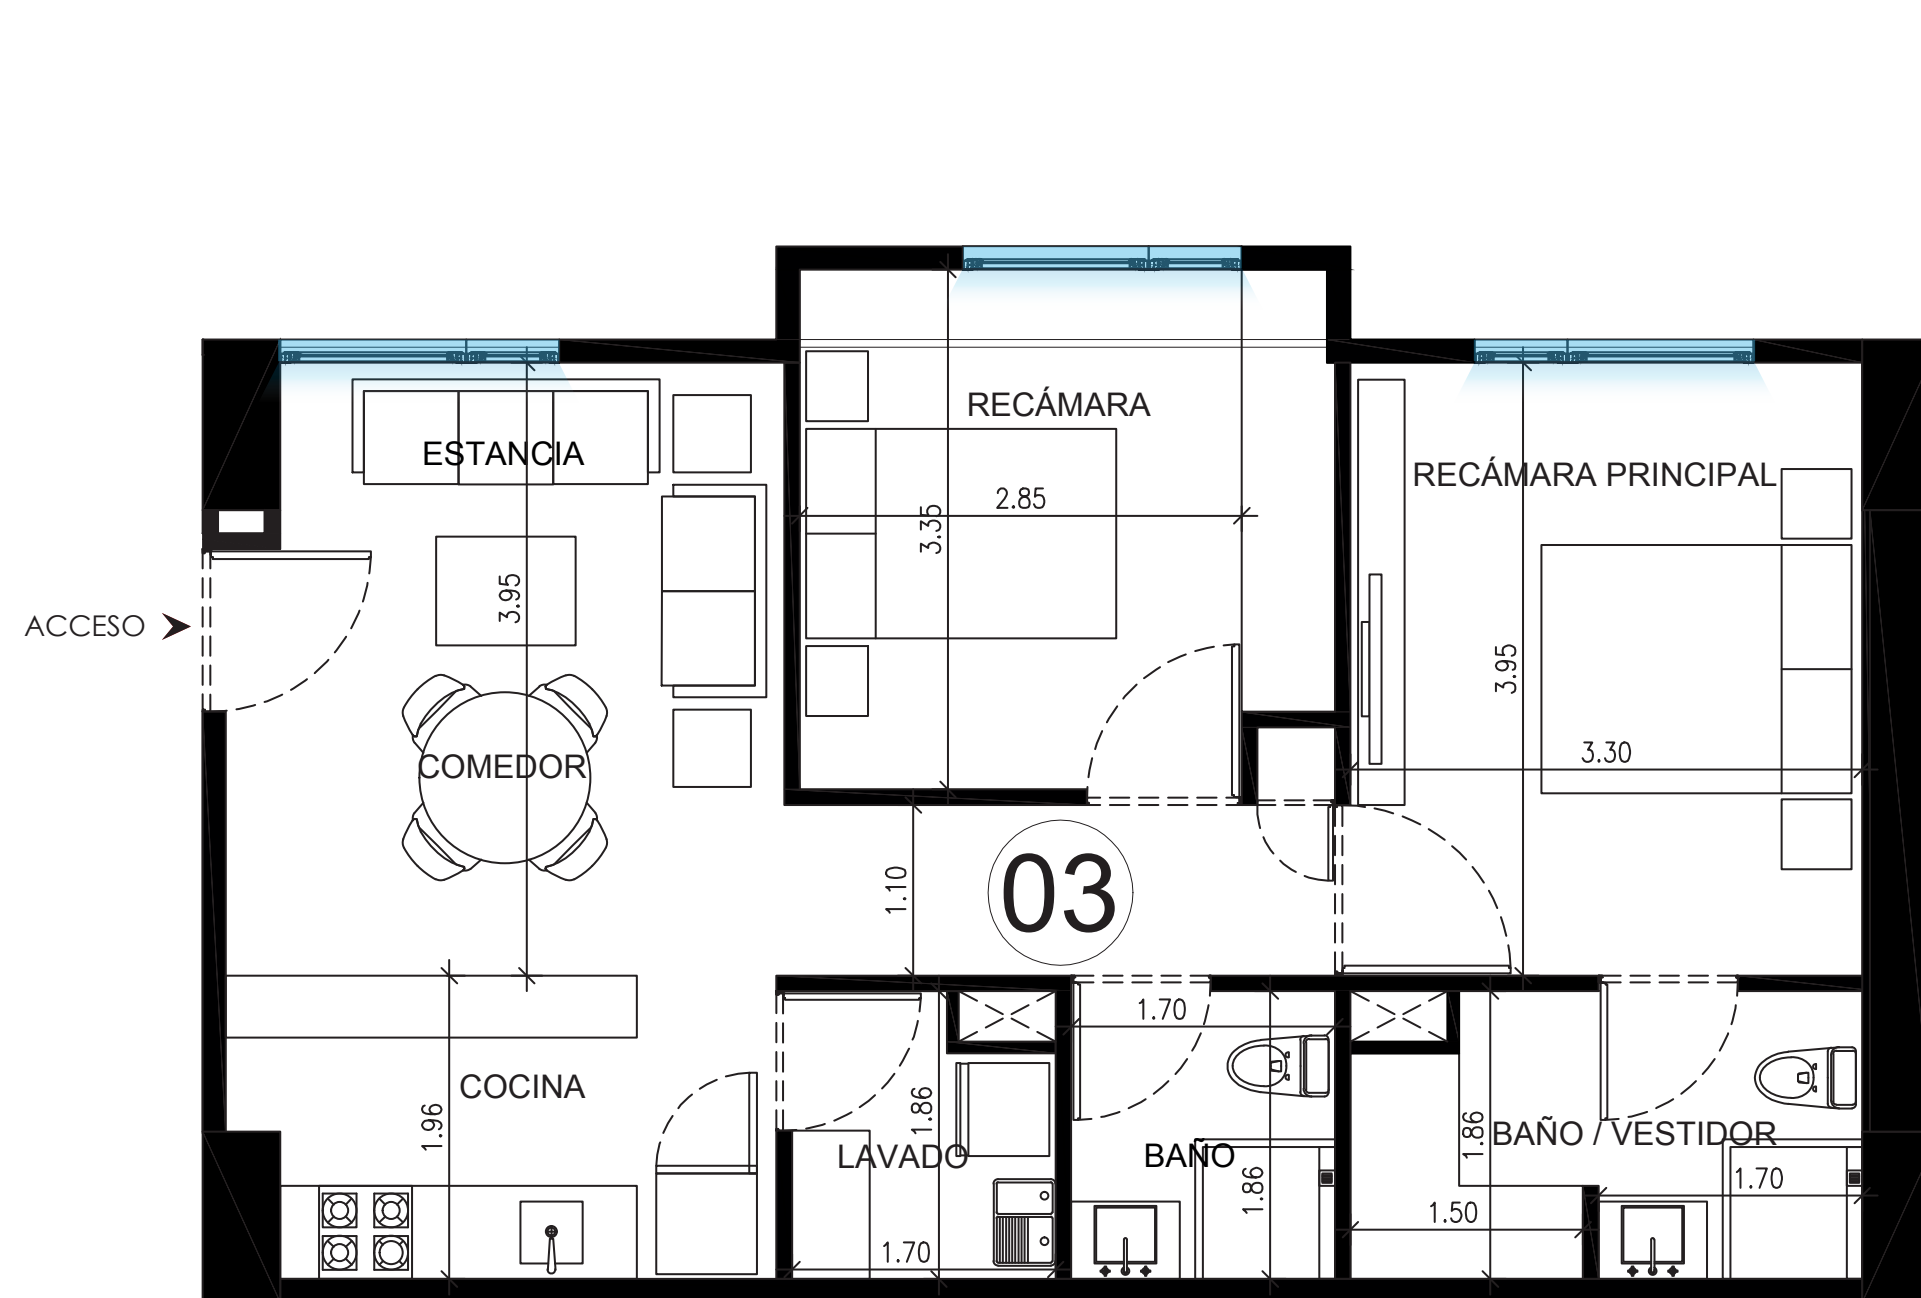 RECÁMARA
ESTANCIA
RECÁMARA PRINCIPAL
2.85
3.35
3.95
ACCESO
3.95
COMEDOR
3.30
1.10
03
1.70
COCINA
1.96
1.86
LAVADO
BAÑO
1.86
1.86
BAÑO / VESTIDOR
1.70
1.50
1.70